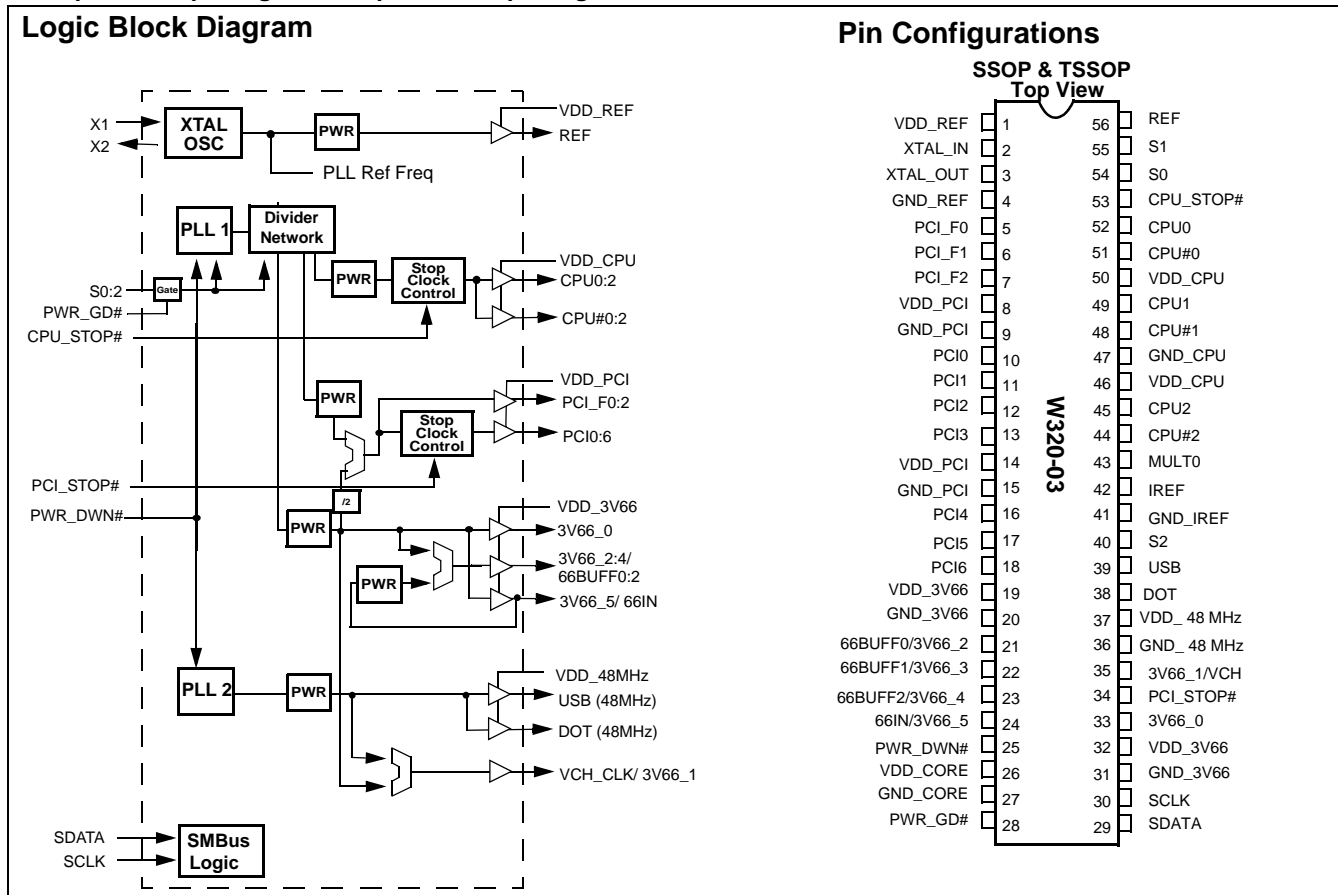 Logic Block Diagram
X1
X2
XTAL
OSC
PWR
VDD_REF
REF
PLL Ref Freq
PLL 1
Divider
Network
PWR
Stop
Clock
Control
VDD_CPU
CPU0:2
CPU#0:2
S0:2
Gate
PWR_GD#
CPU_STOP#
PWR
VDD_PCI
PCI_F0:2
Stop
Clock
Control
PCI0:6
PCI_STOP#
/2
PWR_DWN#
PWR
VDD_3V66
3V66_0
3V66_2:4/
66BUFF0:2
PWR
3V66_5/ 66IN
PLL 2
PWR
VDD_48MHz
USB (48MHz)
DOT (48MHz)
VCH_CLK/ 3V66_1
SDATA
SCLK
SMBus
Logic
Pin Configurations
SSOP & TSSOP
Top View
VDD_REF 1 56 REF
XTAL_IN 2 55 S1
XTAL_OUT 3 54 S0
GND_REF 4 53 CPU_STOP#
PCI_F0 5 52 CPU0
PCI_F1 6 51 CPU#0
PCI_F2 7 50 VDD_CPU
VDD_PCI 8 49 CPU1
GND_PCI 9 48 CPU#1
PCI0 10 47 GND_CPU
PCI1 11 46 VDD_CPU
PCI2 12 45 CPU2
PCI3 13 44 CPU#2
VDD_PCI 14 43 MULT0
GND_PCI 15 42 IREF
PCI4 16 41 GND_IREF
PCI5 17 40 S2
PCI6 18 39 USB
VDD_3V66 19 38 DOT
GND_3V66 20 37 VDD_ 48 MHz
66BUFF0/3V66_2 21 36 GND_ 48 MHz
66BUFF1/3V66_3 22 35 3V66_1/VCH
66BUFF2/3V66_4 23 34 PCI_STOP#
66IN/3V66_5 24 33 3V66_0
PWR_DWN# 25 32 VDD_3V66
VDD_CORE 26 31 GND_3V66
GND_CORE 27 30 SCLK
PWR_GD# 28 29 SDATA
W320-03